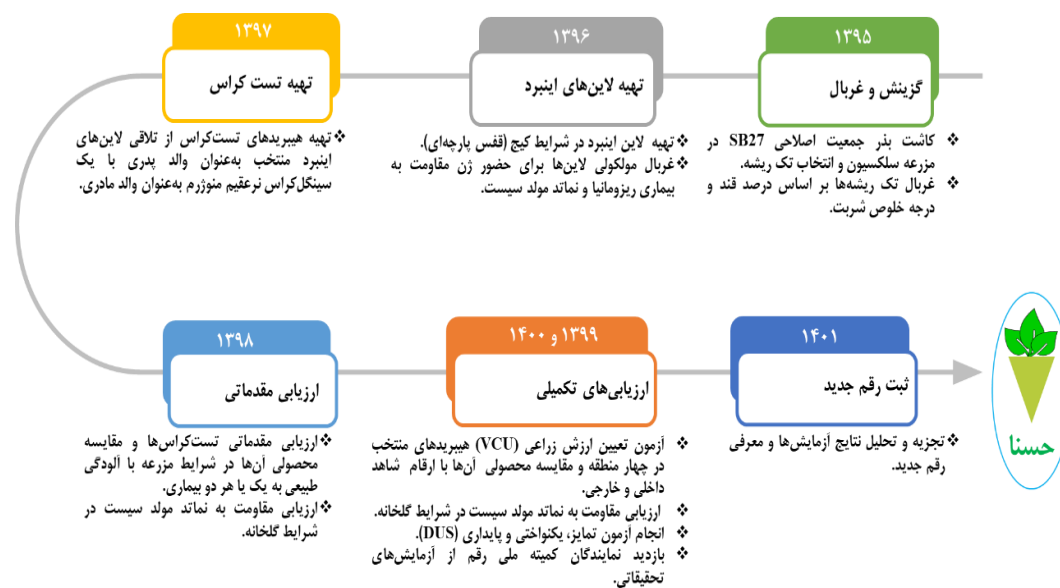 ۱۳۹۵
گزینش و غربال
❖ کاشت بذر جمعیت اصلاحی SB27 در
مزرعه سلکسیون و انتخاب تک ریشه.
❖ غربال تک ریشه‌ها بر اساس درصد قند و
درجه خلوص شربت.
۱۳۹۶
تهیه لاین‌های اینبرد
❖تهیه لاین اینبرد در شرایط کیج (قفس پارچه‌ای).
❖غربال مولکولی لاین‌ها برای حضور ژن مقاومت به
بیماری ریزومانیا و نماتد مولد سیست.
۱۳۹۷
تهیه تست کراس
❖تهیه هیبریدهای تست‌کراس از تلاقی لاین‌های
اینبرد منتخب به‌عنوان والد پدری با یک
سینگل‌کراس نرعقیم منوژرم به‌عنوان والد مادری.
۱۳۹۸
ارزیابی مقدماتی
❖ارزیابی مقدماتی تست‌کراس‌ها و مقایسه
محصولی آن‌ها در شرایط مزرعه با آلودگی
طبیعی به یک یا هر دو بیماری.
❖ارزیابی مقاومت به نماتد مولد سیست در
شرایط گلخانه.
۱۳۹۹ و ۱۴۰۰
ارزیابی‌های تکمیلی
❖ آزمون تعیین ارزش زراعی (VCU) هیبریدهای منتخب
در چهار منطقه و مقایسه محصولی آن‌ها با ارقام شاهد
داخلی و خارجی.
❖ ارزیابی مقاومت به نماتد مولد سیست در شرایط گلخانه.
❖ انجام آزمون تمایز، یکنواختی و پایداری (DUS).
❖ بازدید نمایندگان کمیته ملی رقم از آزمایش‌های
تحقیقاتی.
۱۴۰۱
ثبت رقم جدید
❖تجزیه و تحلیل نتایج آزمایش‌ها و معرفی
رقم جدید.
حسنا